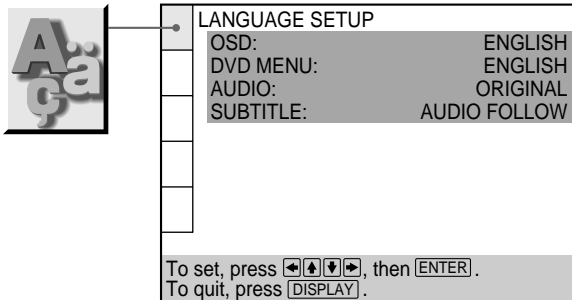 Aäç
LANGUAGE SETUP
OSD: ENGLISH
DVD MENU: ENGLISH
AUDIO: ORIGINAL
SUBTITLE: AUDIO FOLLOW
To set, press ←↑↓→, then ENTER.
To quit, press DISPLAY.